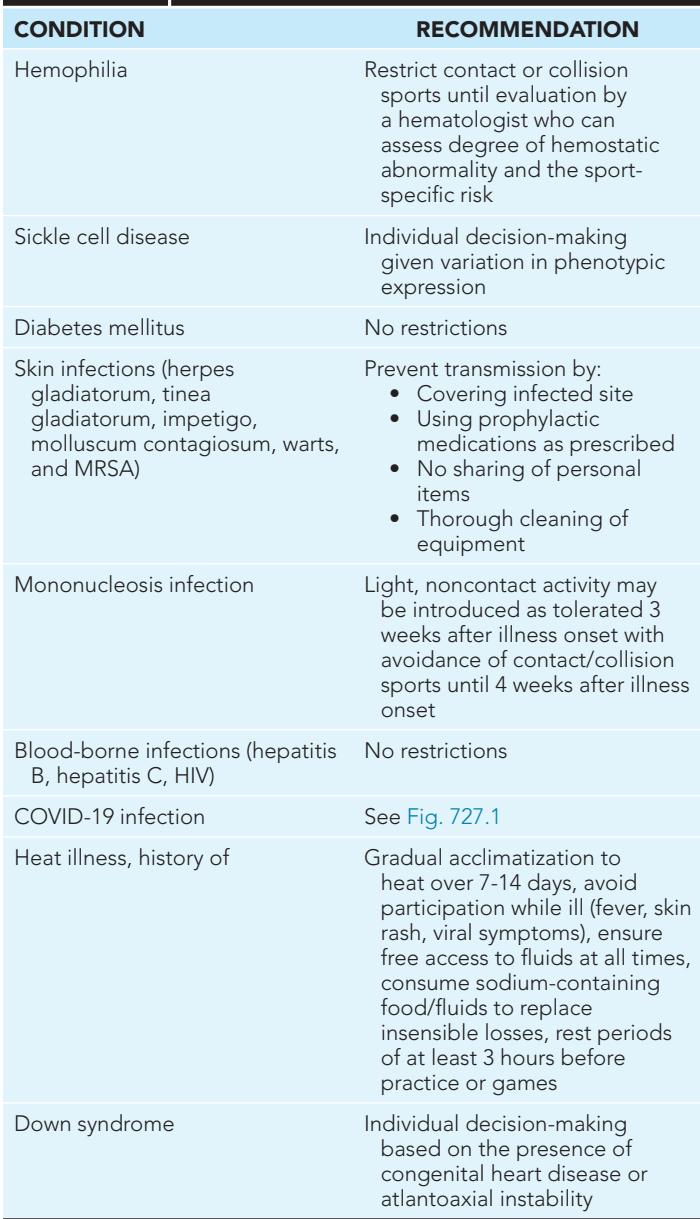 CONDITION RECOMMENDATION
Hemophilia Restrict contact or collision
sports until evaluation by
a hematologist who can
assess degree of hemostatic
abnormality and the sport-
specific risk
Sickle cell disease Individual decision-making
given variation in phenotypic
expression
Diabetes mellitus No restrictions
Skin infections (herpes
gladiatorum, tinea
gladiatorum, impetigo,
molluscum contagiosum, warts,
and MRSA)
Prevent transmission by:
• Covering infected site
• Using prophylactic
medications as prescribed
• No sharing of personal
items
• Thorough cleaning of
equipment
Mononucleosis infection Light, noncontact activity may
be introduced as tolerated 3
weeks after illness onset with
avoidance of contact/collision
sports until 4 weeks after illness
onset
Blood-borne infections (hepatitis
B, hepatitis C, HIV)
No restrictions
COVID-19 infection See Fig. 727.1
Heat illness, history of Gradual acclimatization to
heat over 7-14 days, avoid
participation while ill (fever, skin
rash, viral symptoms), ensure
free access to fluids at all times,
consume sodium-containing
food/fluids to replace
insensible losses, rest periods
of at least 3 hours before
practice or games
Down syndrome Individual decision-making
based on the presence of
congenital heart disease or
atlantoaxial instability